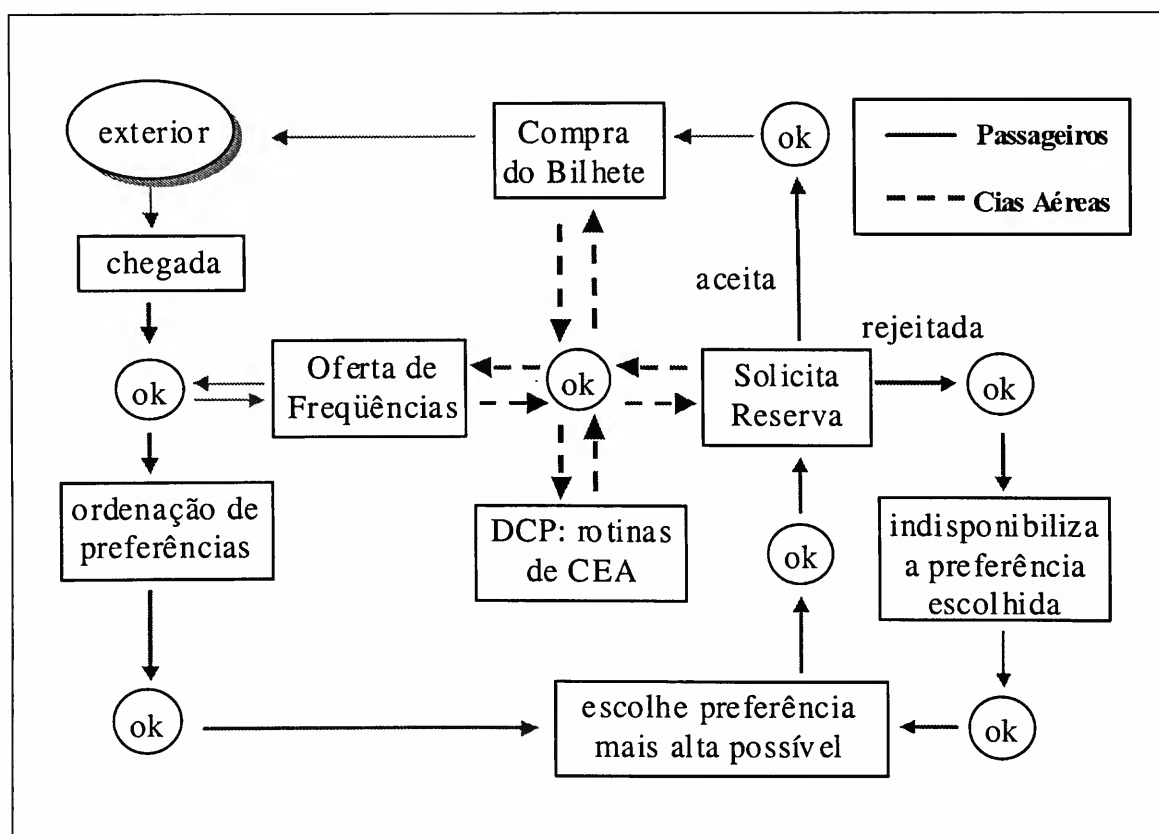 exterior
Compra
do Bilhete
ok
Passageiros
Cias Aéreas
chegada
aceita
rejeitada
ok
Oferta de
Freqüências
ok
Solicita
Reserva
ok
ordenação de
preferências
DCP: rotinas
de CEA
ok
indisponibiliza
a preferência
escolhida
ok
escolhe preferência
mais alta possível
ok